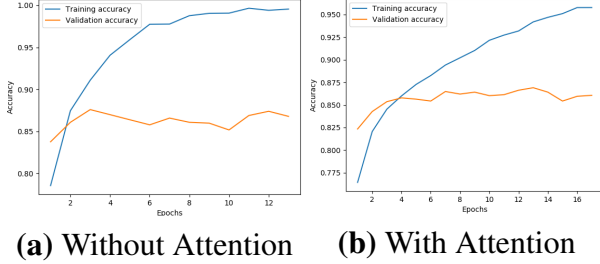 1.00
0.95
0.90
0.85
0.80
Accuracy
Training accuracy
Validation accuracy
2 4 6 8 10 12
Epochs
(a) Without Attention
0.950
0.925
0.900
0.875
0.850
0.825
0.800
0.775
Accuracy
Training accuracy
Validation accuracy
2 4 6 8 10 12 14 16
Epochs
(b) With Attention